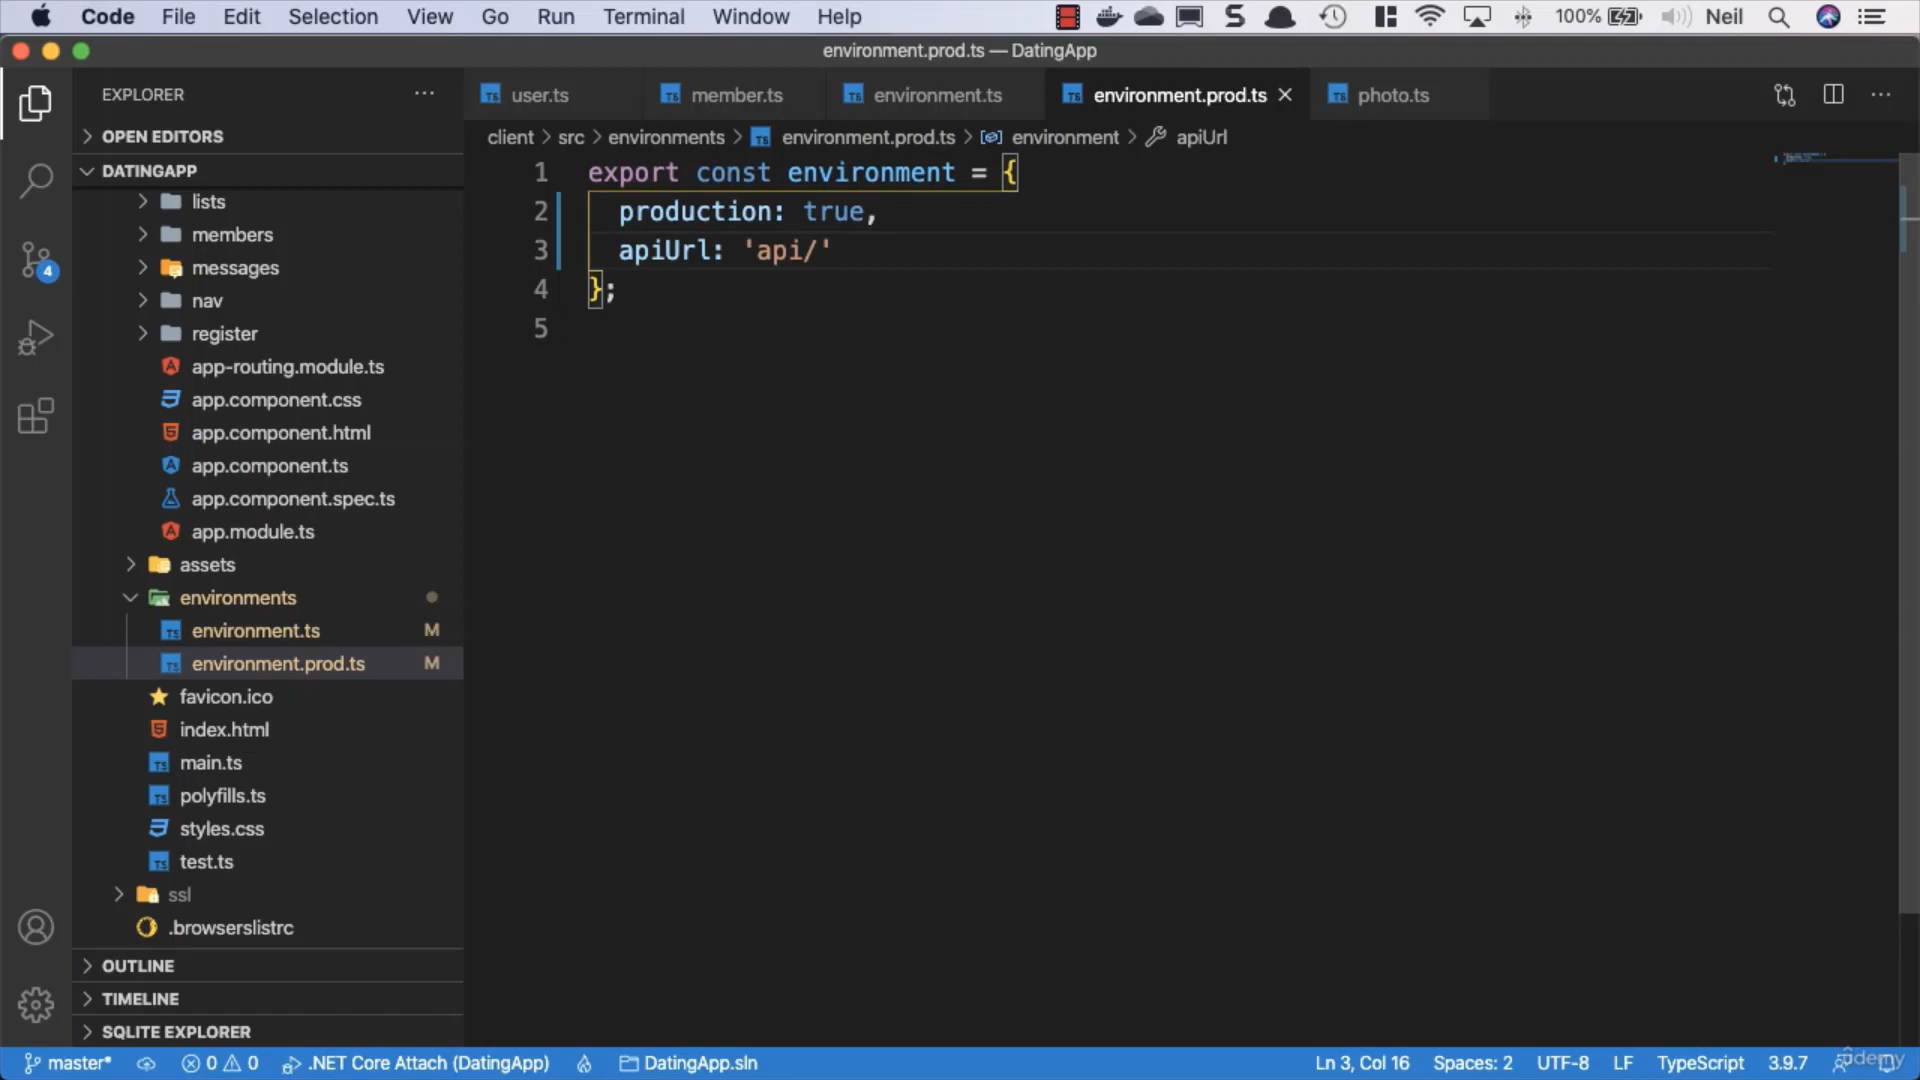 Code File Edit Selection View Go Run Terminal Window Help 100% Neil
environment.prod.ts — DatingApp
EXPLORER
user.ts member.ts environment.ts environment.prod.ts photo.ts
OPEN EDITORS
client > src > environments > environment.prod.ts > environment > apiUrl
DATINGAPP
lists
members
messages
nav
register
app-routing.module.ts
app.component.css
app.component.html
app.component.ts
app.component.spec.ts
app.module.ts
assets
environments
environment.ts M
environment.prod.ts M
favicon.ico
index.html
main.ts
polyfills.ts
styles.css
test.ts
ssl
.browserslistrc
OUTLINE
TIMELINE
SQLITE EXPLORER
4
1 export const environment = {
2 production: true,
3 apiUrl: 'api/'
4 };
5
master* 0 0 .NET Core Attach (DatingApp) DatingApp.sln Ln 3, Col 16 Spaces: 2 UTF-8 LF TypeScript 3.9.7
udemy